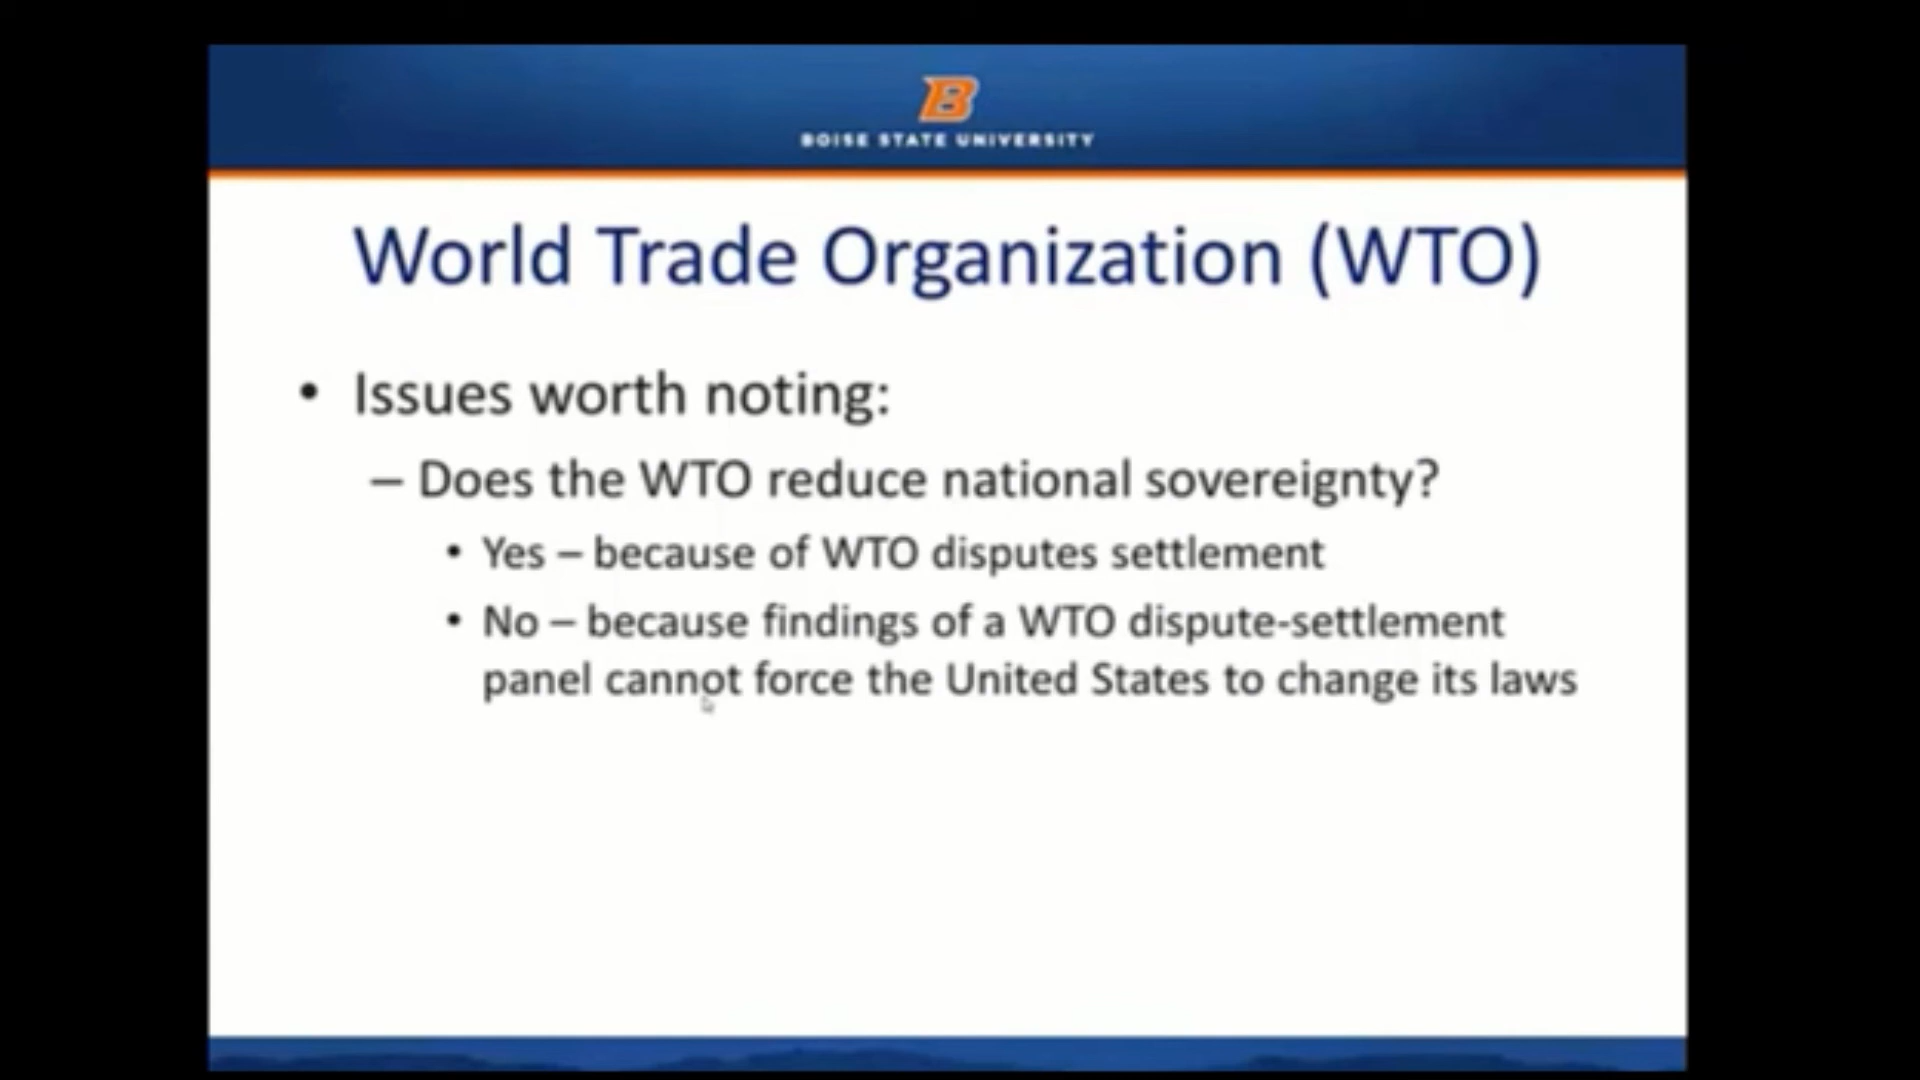 B
BOISE STATE UNIVERSITY
World Trade Organization (WTO)
• Issues worth noting:
– Does the WTO reduce national sovereignty?
• Yes – because of WTO disputes settlement
• No – because findings of a WTO dispute-settlement
panel cannot force the United States to change its laws